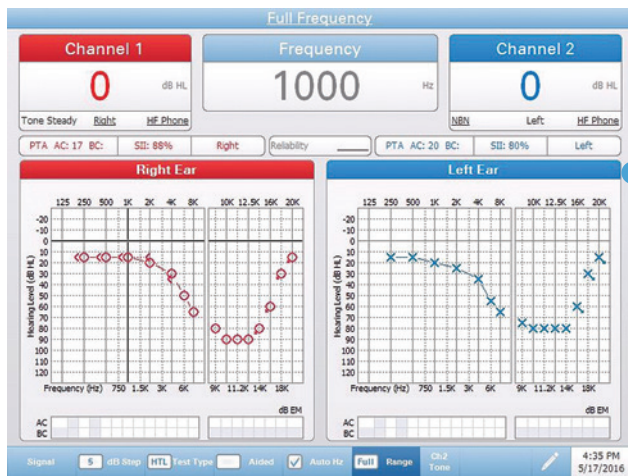 Full Frequency
Channel 1
0 dB HL
Tone Steady Right HF Phone
Frequency
1000 Hz
Channel 2
0 dB HL
NBN Left HF Phone
PTA AC: 17 BC: SII: 88% Right
Reliability
PTA AC: 20 BC: SII: 80% Left
Right Ear
125 250 500 1K 2K 4K 8K 10K 12.5K 16K 20K
Hearing Level (dB HL)
-20
-10
0
10
20
30
40
50
60
70
80
90
100
110
120
Frequency (Hz) 750 1.5K 3K 6K 9K 11.2K 14K 18K
dB EM
AC
BC
Left Ear
125 250 500 1K 2K 4K 8K 10K 12.5K 16K 20K
Hearing Level (dB HL)
-20
-10
0
10
20
30
40
50
60
70
80
90
100
110
120
Frequency (Hz) 750 1.5K 3K 6K 9K 11.2K 14K 18K
dB EM
AC
BC
Signal 5 dB Step HTL Test Type Aided Auto Hz Full Range Ch2 Tone
4:35 PM
5/17/2016